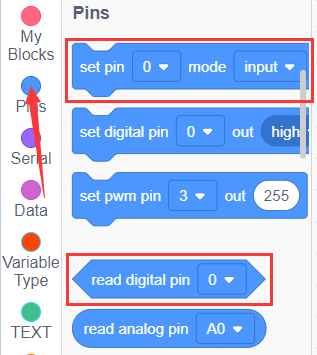 Pins
My
Blocks
Pins
Serial
Data
Variable
Type
TEXT
set pin 0 mode input
set digital pin 0 out high
set pwm pin 3 out 255
read digital pin 0
read analog pin A0